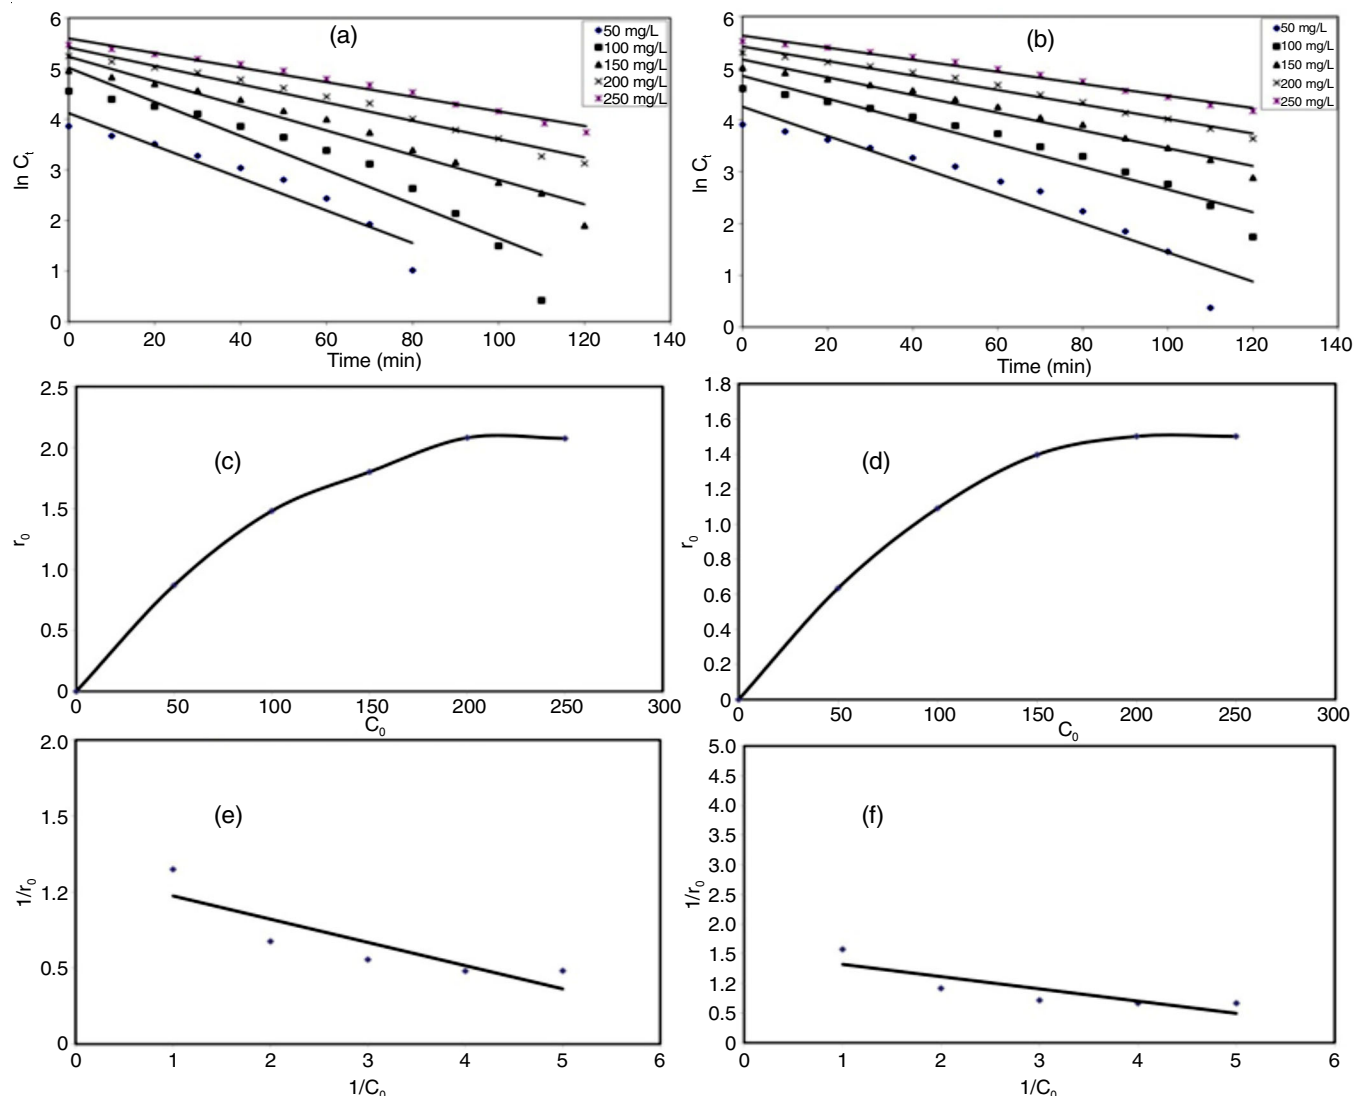 (a)
50 mg/L
100 mg/L
150 mg/L
200 mg/L
250 mg/L
6
5
4
3
2
1
0
ln Cₜ
0 20 40 60 80 100 120 140
Time (min)
(b)
50 mg/L
100 mg/L
150 mg/L
200 mg/L
250 mg/L
6
5
4
3
2
1
0
ln Cₜ
0 20 40 60 80 100 120 140
Time (min)
(c)
2.5
2.0
1.5
1.0
0.5
0
r₀
0 50 100 150 200 250 300
C₀
(d)
1.8
1.6
1.4
1.2
1.0
0.8
0.6
0.4
0.2
0
r₀
0 50 100 150 200 250 300
C₀
(e)
2.0
1.5
1.2
0.5
0
1/r₀
0 1 2 3 4 5 6
1/C₀
(f)
5.0
4.5
4.0
3.5
3.0
2.5
2.0
1.5
1.2
0.5
0
1/r₀
0 1 2 3 4 5 6
1/C₀